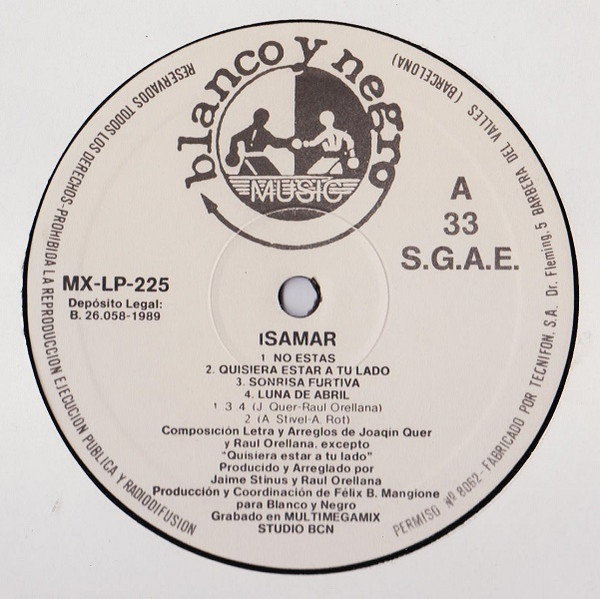 blanco y negro
MUSIC
A
33
S.G.A.E.
MX-LP-225
Depósito Legal:
B. 26.058-1989
ISAMAR
1 NO ESTAS
2. QUISIERA ESTAR A TU LADO
3. SONRISA FURTIVA
4. LUNA DE ABRIL
1 3 4 (J Quer-Raul Orellana)
2 (A Stivel-A. Rot)
Composición Letra y Arreglos de Joaqin Quer
y Raul Orellana, excepto
"Quisiera estar a tu lado"
Producido y Arreglado por
Jaime Stinus y Raul Orellana
Producción y Coordinación de Félix B. Mangione
para Blanco y Negro
Grabado en MULTIMEGAMIX
STUDIO BCN
RESERVADOS TODOS LOS DERECHOS-PROHIBIDA LA REPRODUCCION EJECUCION PUBLICA Y RADIODIFUSION
PERMISO Nº 8062-FABRICADO POR TECNIFON, S.A. Dr. Fleming, 5 BARBERA DEL VALLES (BARCELONA)